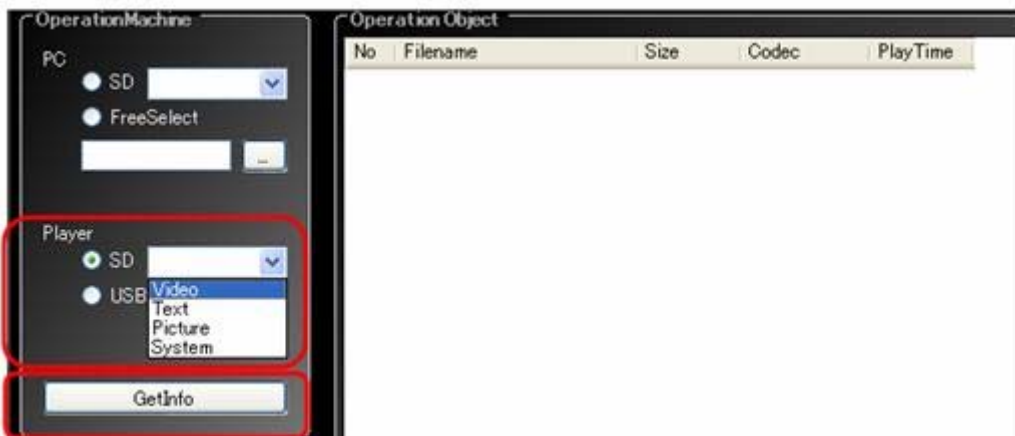 OperationMachine
PC
SD
FreeSelect
...
Player
SD
USB
Video
Text
Picture
System
GetInfo
Operation Object
No Filename Size Codec PlayTime